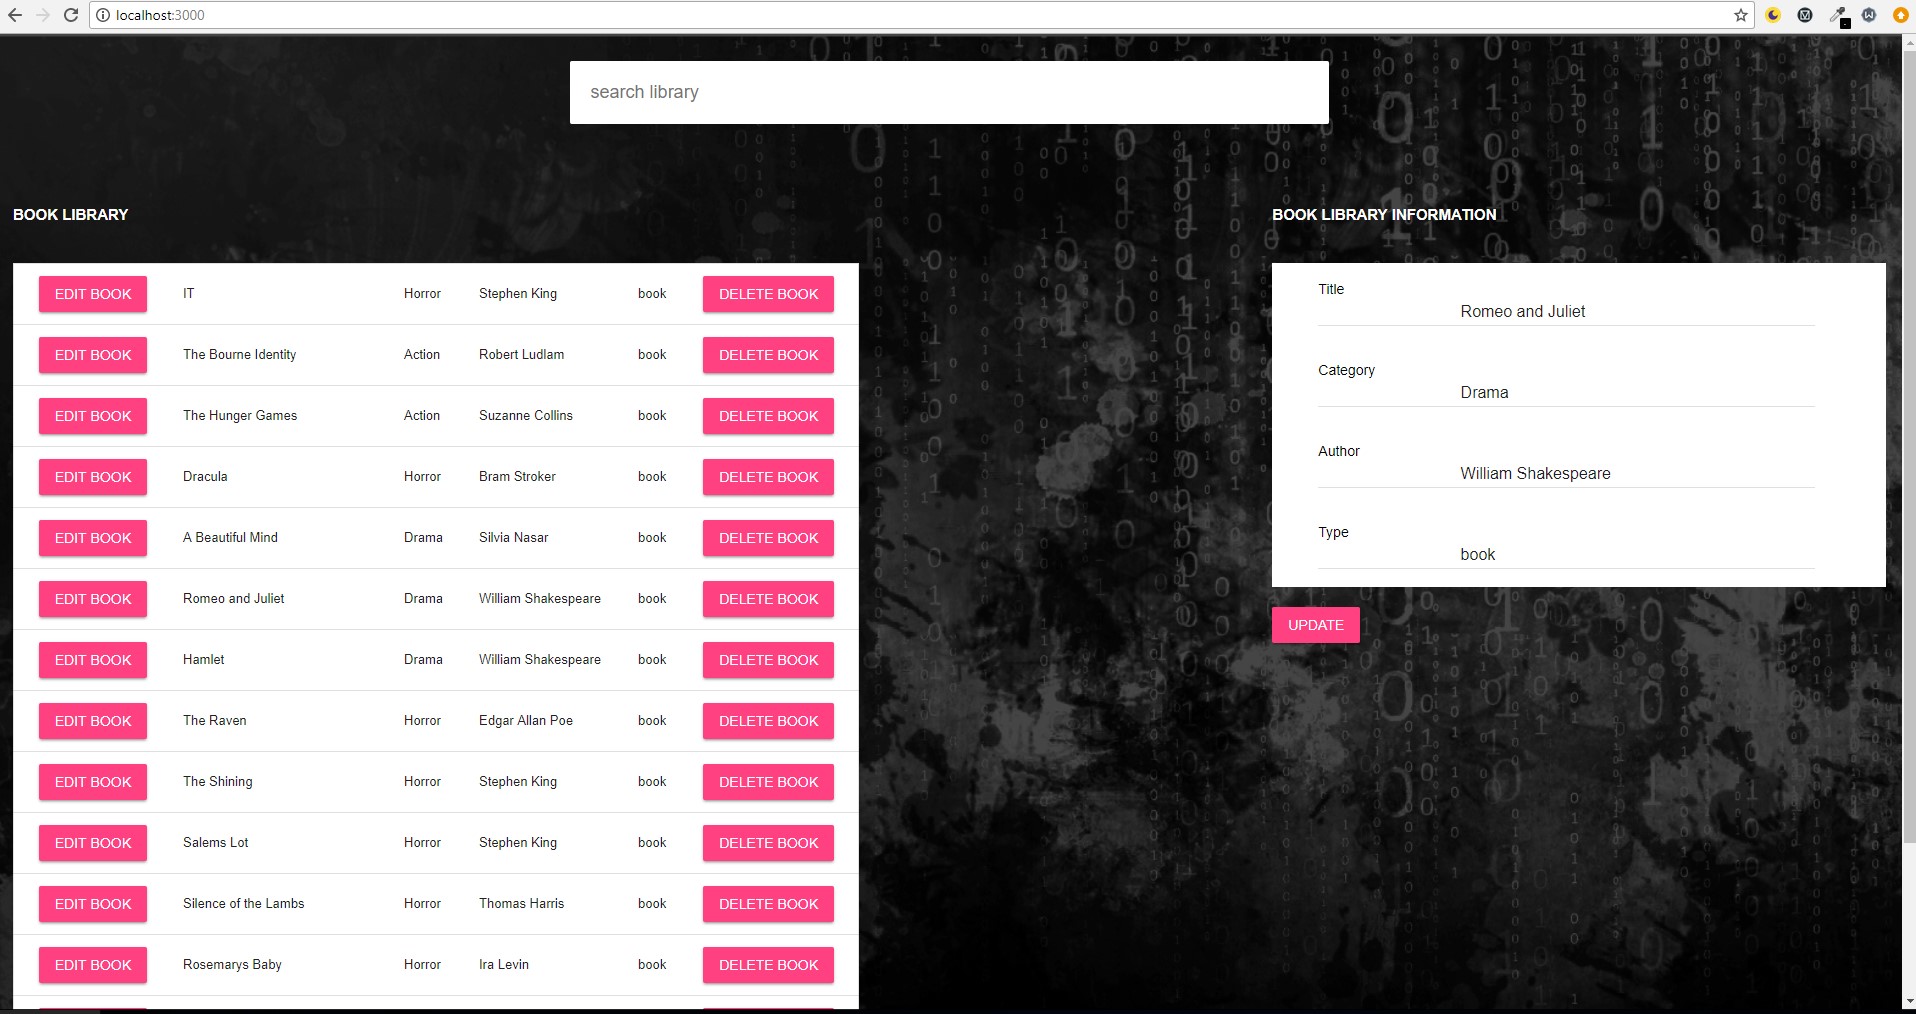 localhost:3000
search library
BOOK LIBRARY
EDIT BOOK IT Horror Stephen King book DELETE BOOK
EDIT BOOK The Bourne Identity Action Robert Ludlam book DELETE BOOK
EDIT BOOK The Hunger Games Action Suzanne Collins book DELETE BOOK
EDIT BOOK Dracula Horror Bram Stroker book DELETE BOOK
EDIT BOOK A Beautiful Mind Drama Silvia Nasar book DELETE BOOK
EDIT BOOK Romeo and Juliet Drama William Shakespeare book DELETE BOOK
EDIT BOOK Hamlet Drama William Shakespeare book DELETE BOOK
EDIT BOOK The Raven Horror Edgar Allan Poe book DELETE BOOK
EDIT BOOK The Shining Horror Stephen King book DELETE BOOK
EDIT BOOK Salems Lot Horror Stephen King book DELETE BOOK
EDIT BOOK Silence of the Lambs Horror Thomas Harris book DELETE BOOK
EDIT BOOK Rosemarys Baby Horror Ira Levin book DELETE BOOK
BOOK LIBRARY INFORMATION
Title
Romeo and Juliet
Category
Drama
Author
William Shakespeare
Type
book
UPDATE